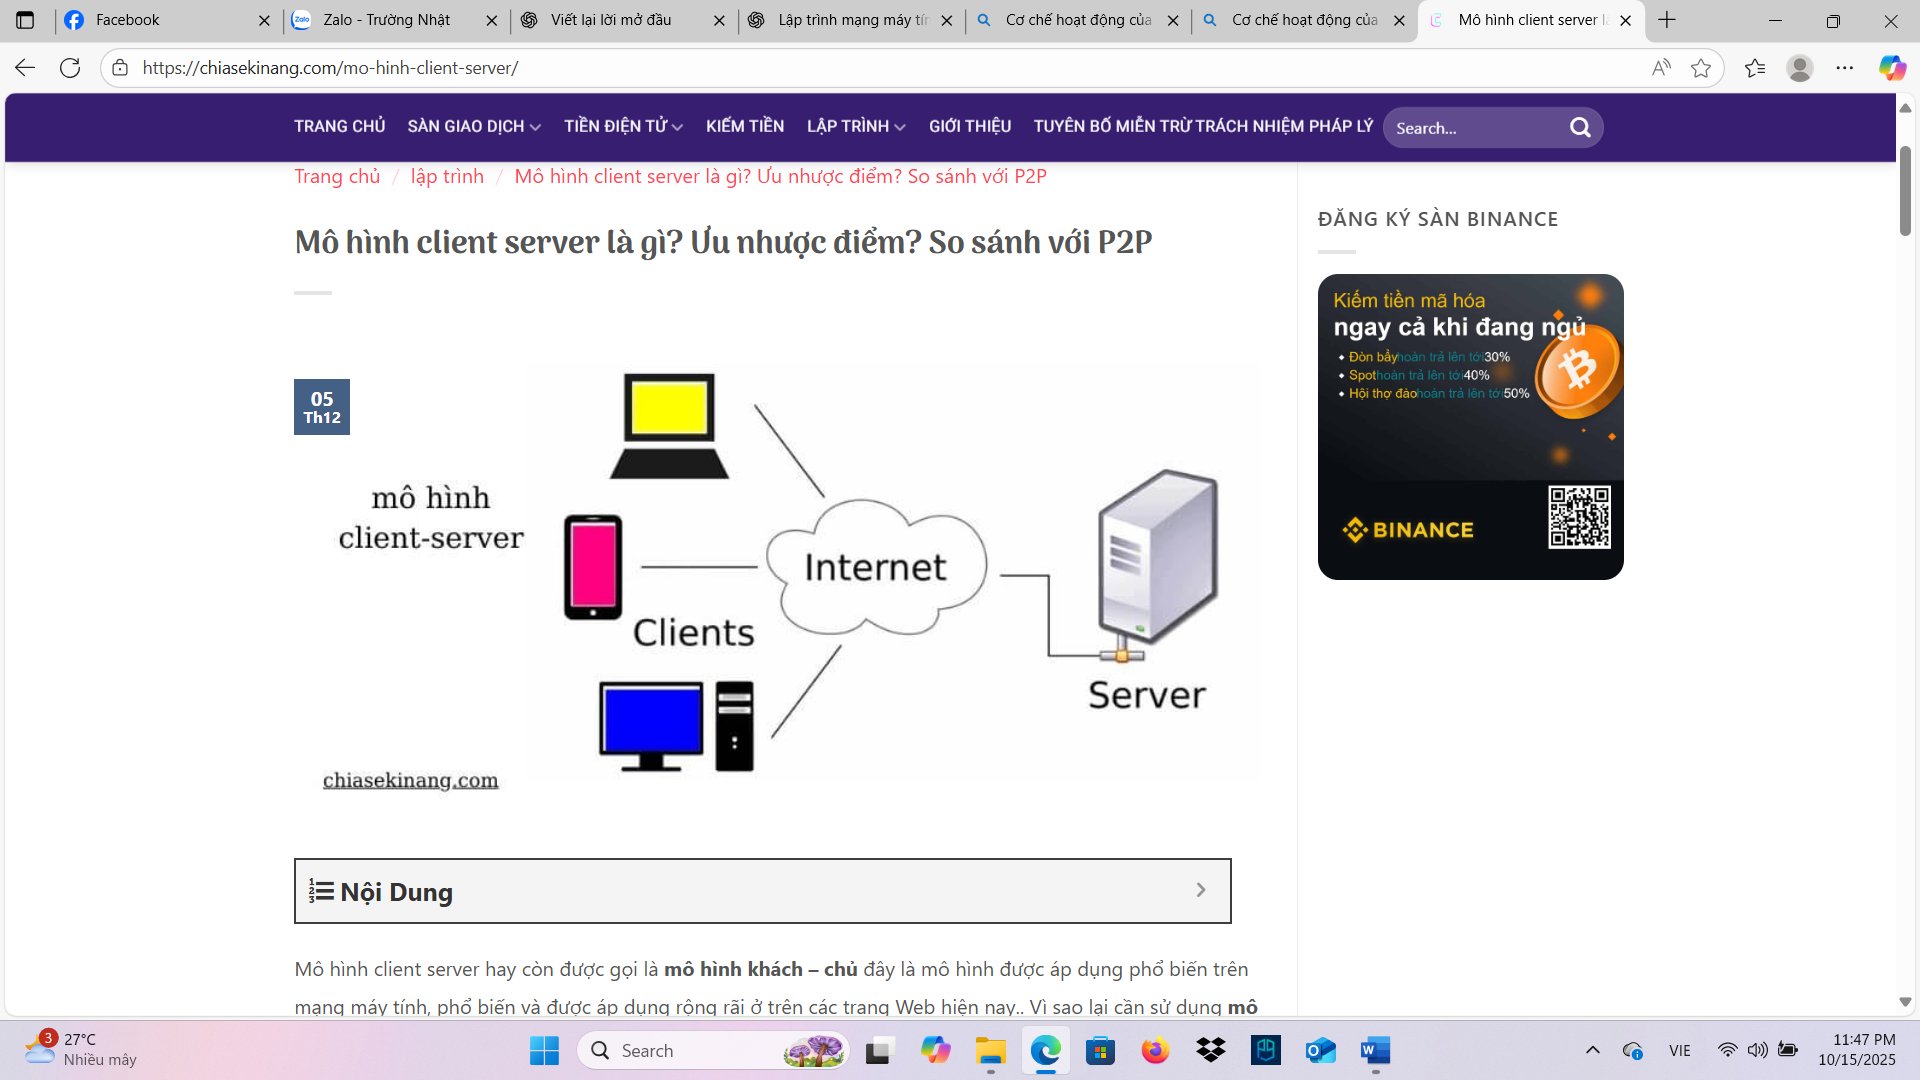 Facebook
Zalo - Trường Nhật
Viết lại lời mở đầu
Lập trình mạng máy tín
Cơ chế hoạt động của
Cơ chế hoạt động của
Mô hình client server là
https://chiasekinang.com/mo-hinh-client-server/
TRANG CHỦ
SÀN GIAO DỊCH
TIỀN ĐIỆN TỬ
KIẾM TIỀN
LẬP TRÌNH
GIỚI THIỆU
TUYÊN BỐ MIỄN TRỪ TRÁCH NHIỆM PHÁP LÝ
Search...
Trang chủ / lập trình / Mô hình client server là gì? Ưu nhược điểm? So sánh với P2P
Mô hình client server là gì? Ưu nhược điểm? So sánh với P2P
05
Th12
mô hình
client-server
Internet
Clients
Server
chiasekinang.com
ĐĂNG KÝ SÀN BINANCE
Kiếm tiền mã hóa
ngay cả khi đang ngủ
Đòn bẩy hoàn trả lên tới 30%
Spot hoàn trả lên tới 40%
Hội thợ đào hoàn trả lên tới 50%
BINANCE
Nội Dung
Mô hình client server hay còn được gọi là mô hình khách – chủ đây là mô hình được áp dụng phổ biến trên
mạng máy tính, phổ biến và được áp dụng rộng rãi ở trên các trang Web hiện nay.. Vì sao lại cần sử dụng mô
3
27°C
Nhiều mây
Search
VIE
11:47 PM
10/15/2025